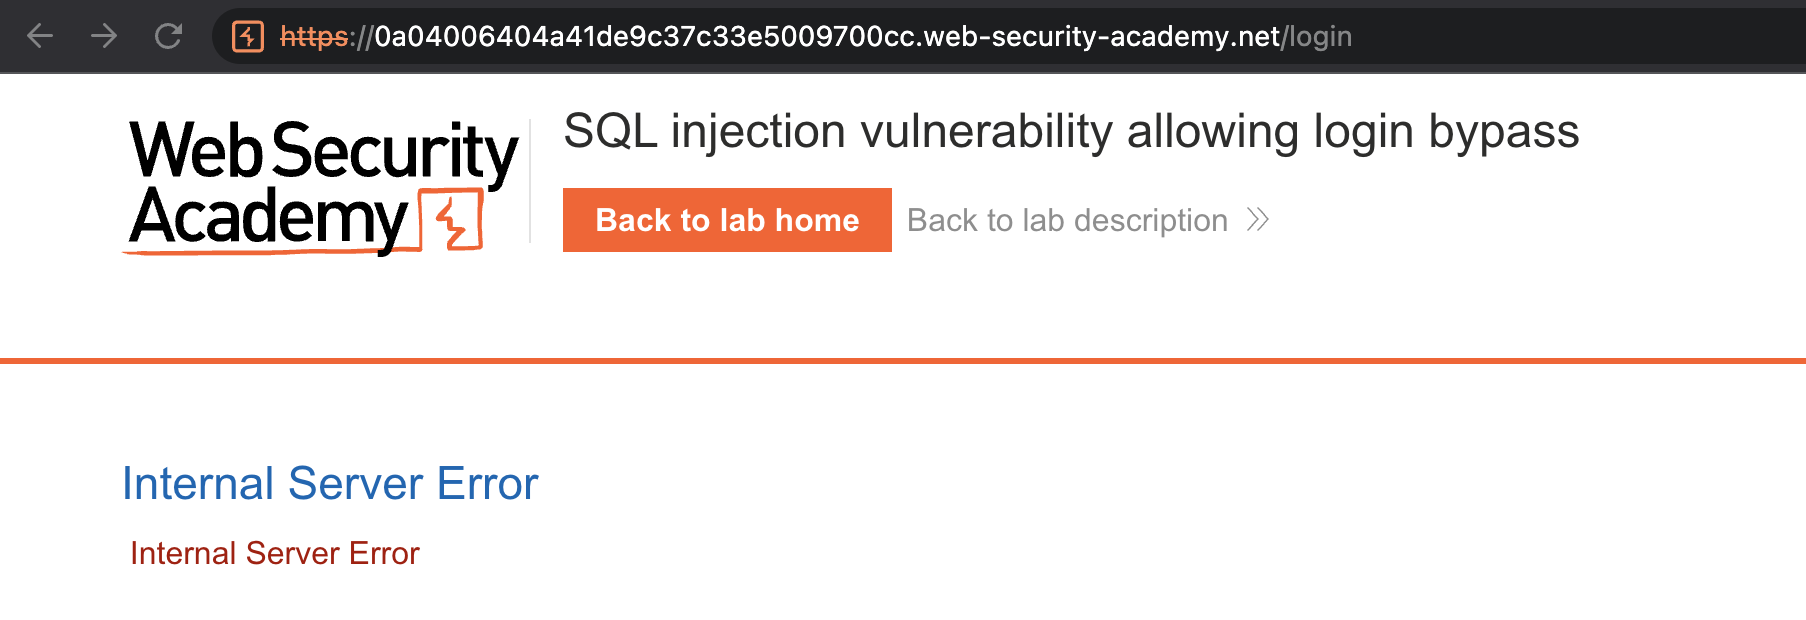 https://0a04006404a41de9c37c33e5009700cc.web-security-academy.net/login
Web Security
Academy
SQL injection vulnerability allowing login bypass
Back to lab home
Back to lab description
Internal Server Error
Internal Server Error